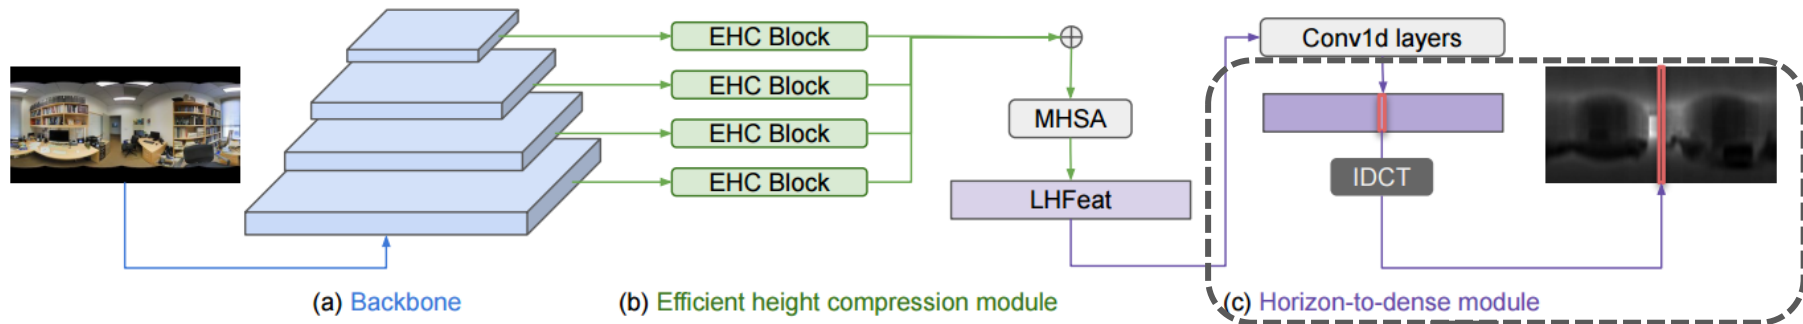 EHC Block
EHC Block
EHC Block
EHC Block
MHSA
LHFeat
Conv1d layers
IDCT
(a) Backbone
(b) Efficient height compression module
(c) Horizon-to-dense module